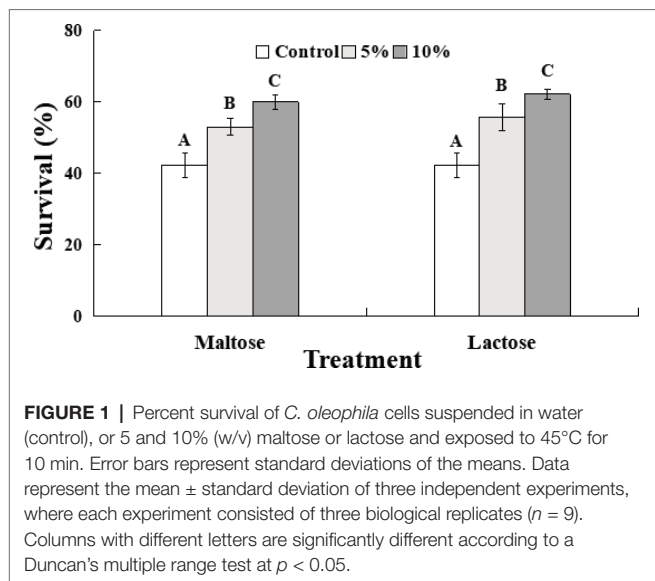 80
Control 5% 10%
C
C
60
B
B
A
A
Survival (%)
40
20
0
Maltose
Lactose
Treatment
FIGURE 1 | Percent survival of C. oleophila cells suspended in water
(control), or 5 and 10% (w/v) maltose or lactose and exposed to 45°C for
10 min. Error bars represent standard deviations of the means. Data
represent the mean ± standard deviation of three independent experiments,
where each experiment consisted of three biological replicates (n = 9).
Columns with different letters are significantly different according to a
Duncan's multiple range test at p < 0.05.